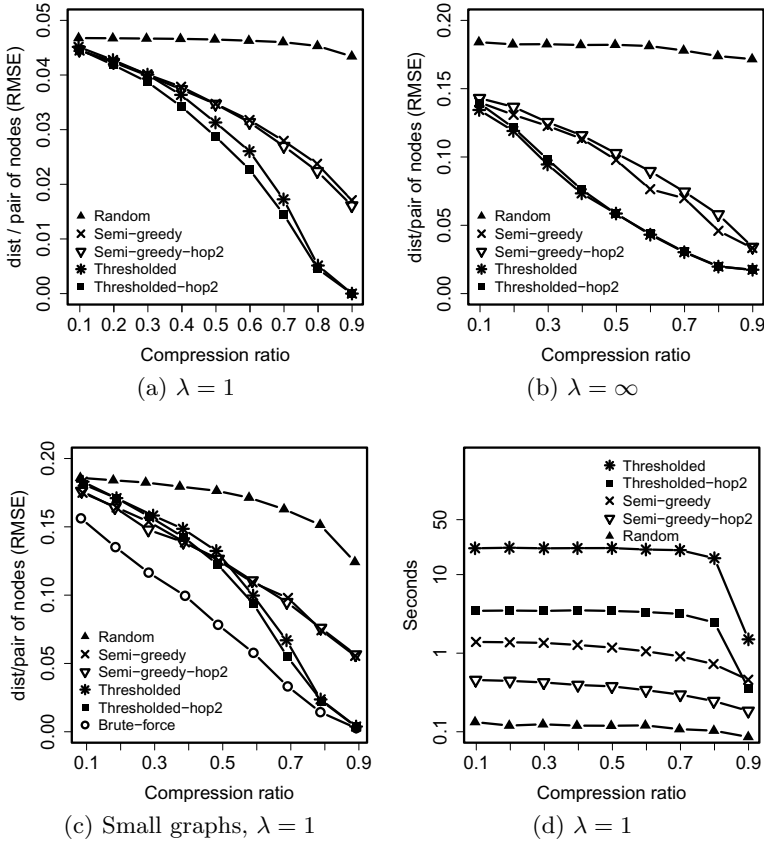 dist / pair of nodes (RMSE)
0.00 0.01 0.02 0.03 0.04 0.05
Random
Semi−greedy
Semi−greedy−hop2
Thresholded
Thresholded−hop2
0.1 0.2 0.3 0.4 0.5 0.6 0.7 0.8 0.9
Compression ratio
(a) λ = 1
dist/pair of nodes (RMSE)
0.00 0.05 0.10 0.15 0.20
Random
Semi−greedy
Semi−greedy−hop2
Thresholded
Thresholded−hop2
0.1 0.3 0.5 0.7 0.9
Compression ratio
(b) λ = ∞
dist/pair of nodes (RMSE)
0.00 0.05 0.10 0.15 0.20
Random
Semi−greedy
Semi−greedy−hop2
Thresholded
Thresholded−hop2
Brute−force
0.1 0.3 0.5 0.7 0.9
Compression ratio
(c) Small graphs, λ = 1
Seconds
0.1 1 10 50
Thresholded
Thresholded−hop2
Semi−greedy
Semi−greedy−hop2
Random
0.1 0.3 0.5 0.7 0.9
Compression ratio
(d) λ = 1